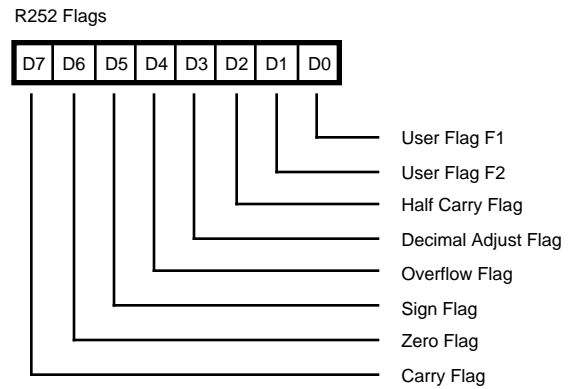 R252 Flags
D7 D6 D5 D4 D3 D2 D1 D0
User Flag F1
User Flag F2
Half Carry Flag
Decimal Adjust Flag
Overflow Flag
Sign Flag
Zero Flag
Carry Flag